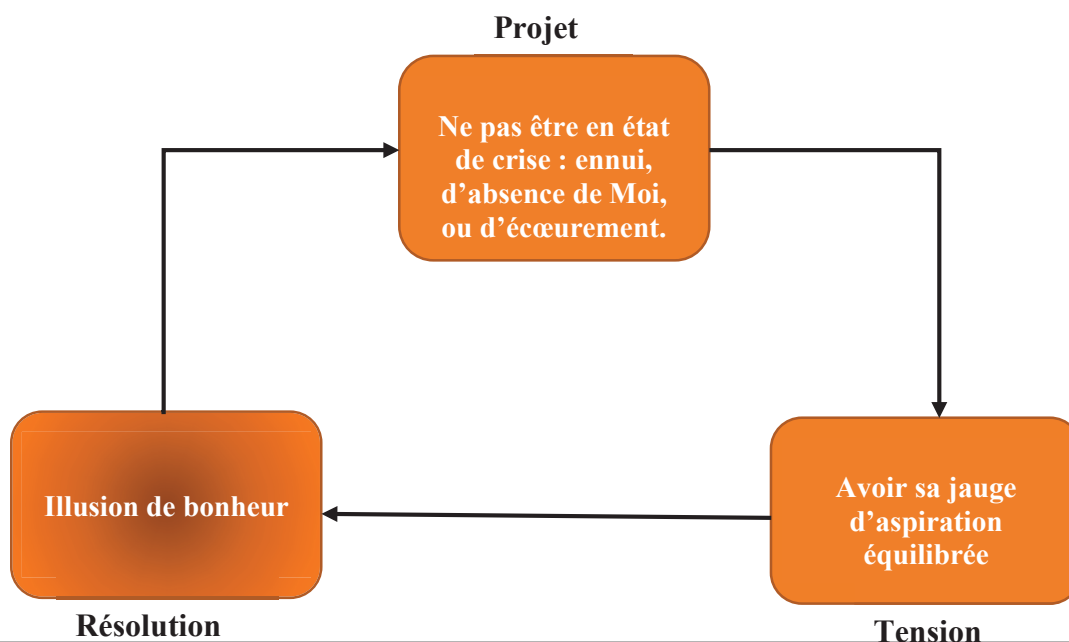 Projet
Ne pas être en état
de crise : ennui,
d’absence de Moi,
ou d’écœurement.
Illusion de bonheur
Avoir sa jauge
d’aspiration
équilibrée
Résolution
Tension